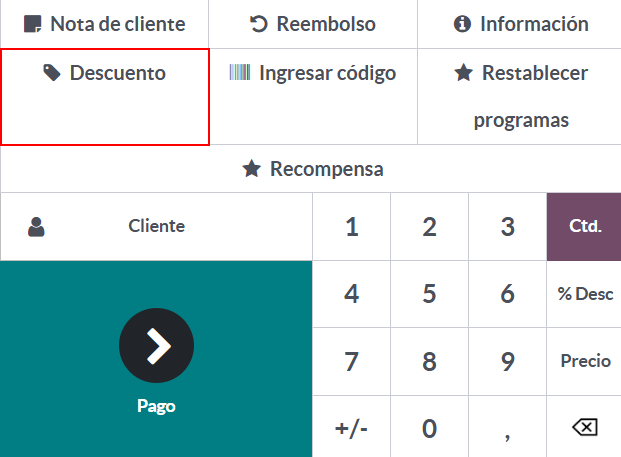 Nota de cliente Reembolso Información
Descuento Ingresar código Restablecer
programas
Recompensa
Cliente 1 2 3 Ctd.
4 5 6 % Desc
7 8 9 Precio
Pago
+/- 0 ,